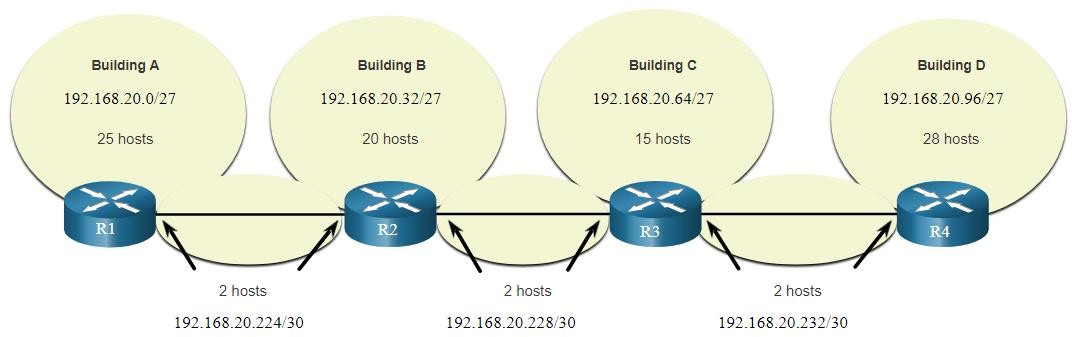 Building A
192.168.20.0/27
25 hosts
Building B
192.168.20.32/27
20 hosts
Building C
192.168.20.64/27
15 hosts
Building D
192.168.20.96/27
28 hosts
R1
R2
R3
R4
2 hosts
192.168.20.224/30
2 hosts
192.168.20.228/30
2 hosts
192.168.20.232/30